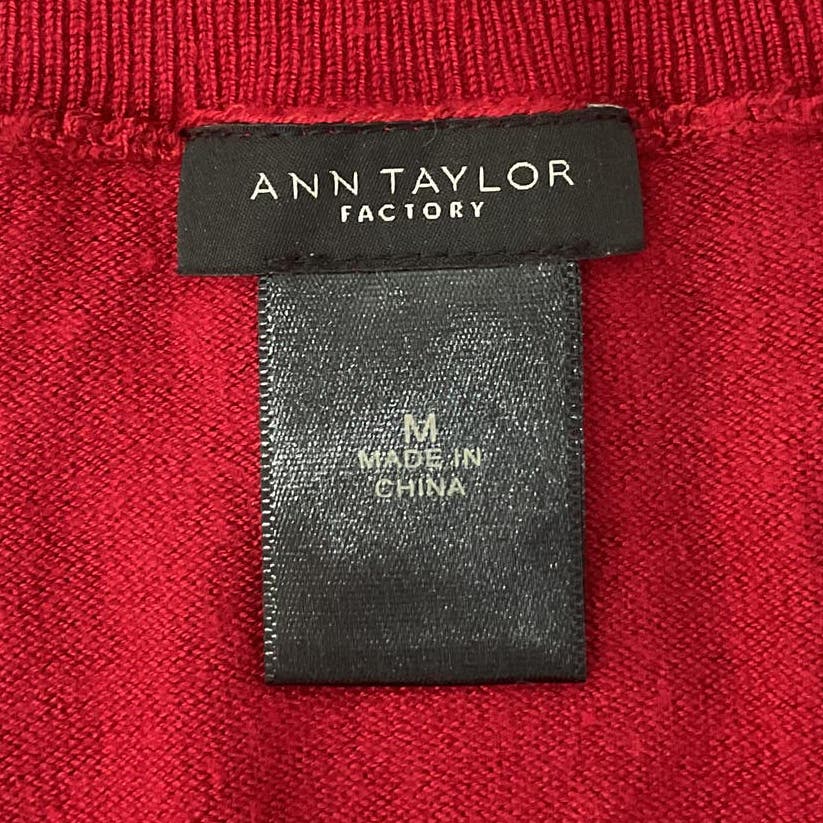 ANN TAYLOR
FACTORY
M
MADE IN
CHINA